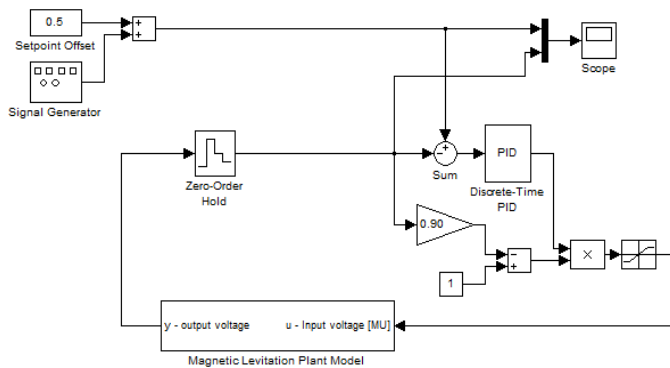 0.5
Setpoint Offset
Signal Generator
Scope
Zero-Order
Hold
Sum
PID
Discrete-Time
PID
0.90
1
y - output voltage
u - Input voltage [MU]
Magnetic Levitation Plant Model